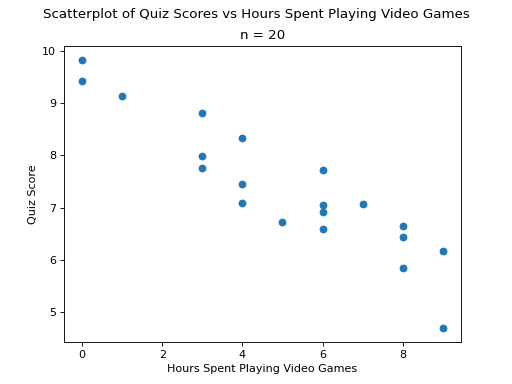 Scatterplot of Quiz Scores vs Hours Spent Playing Video Games
n = 20
10
9
8
7
6
5
Quiz Score
0 2 4 6 8
Hours Spent Playing Video Games